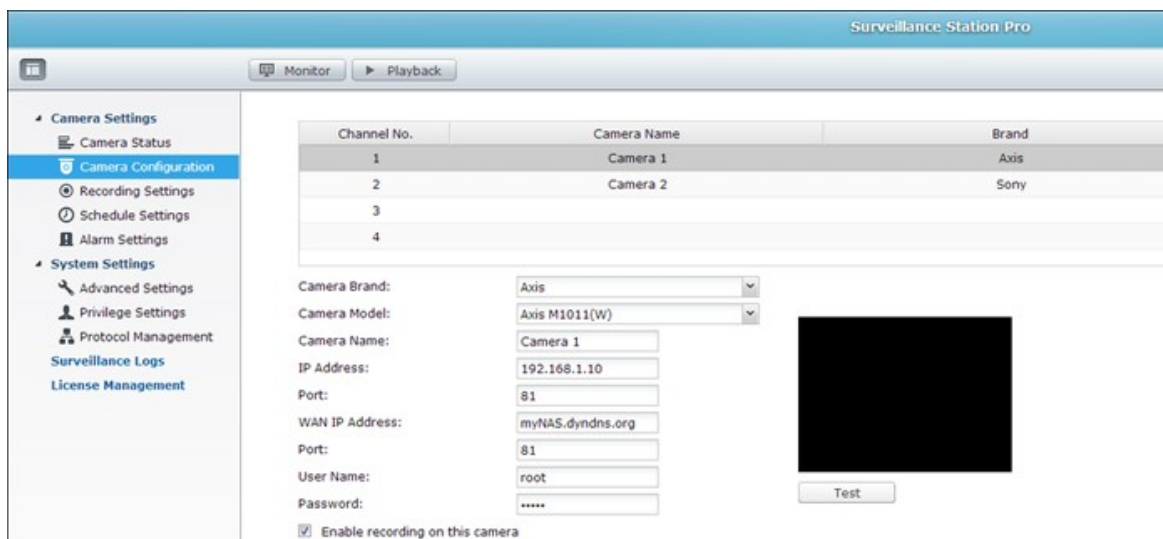 Surveillance Station Pro
Monitor Playback
Camera Settings
Camera Status
Camera Configuration
Recording Settings
Schedule Settings
Alarm Settings
System Settings
Advanced Settings
Privilege Settings
Protocol Management
Surveillance Logs
License Management
Channel No. Camera Name Brand
1 Camera 1 Axis
2 Camera 2 Sony
3
4
Camera Brand: Axis
Camera Model: Axis M1011(W)
Camera Name: Camera 1
IP Address: 192.168.1.10
Port: 81
WAN IP Address: myNAS.dyndns.org
Port: 81
User Name: root
Password: •••••
Test
Enable recording on this camera